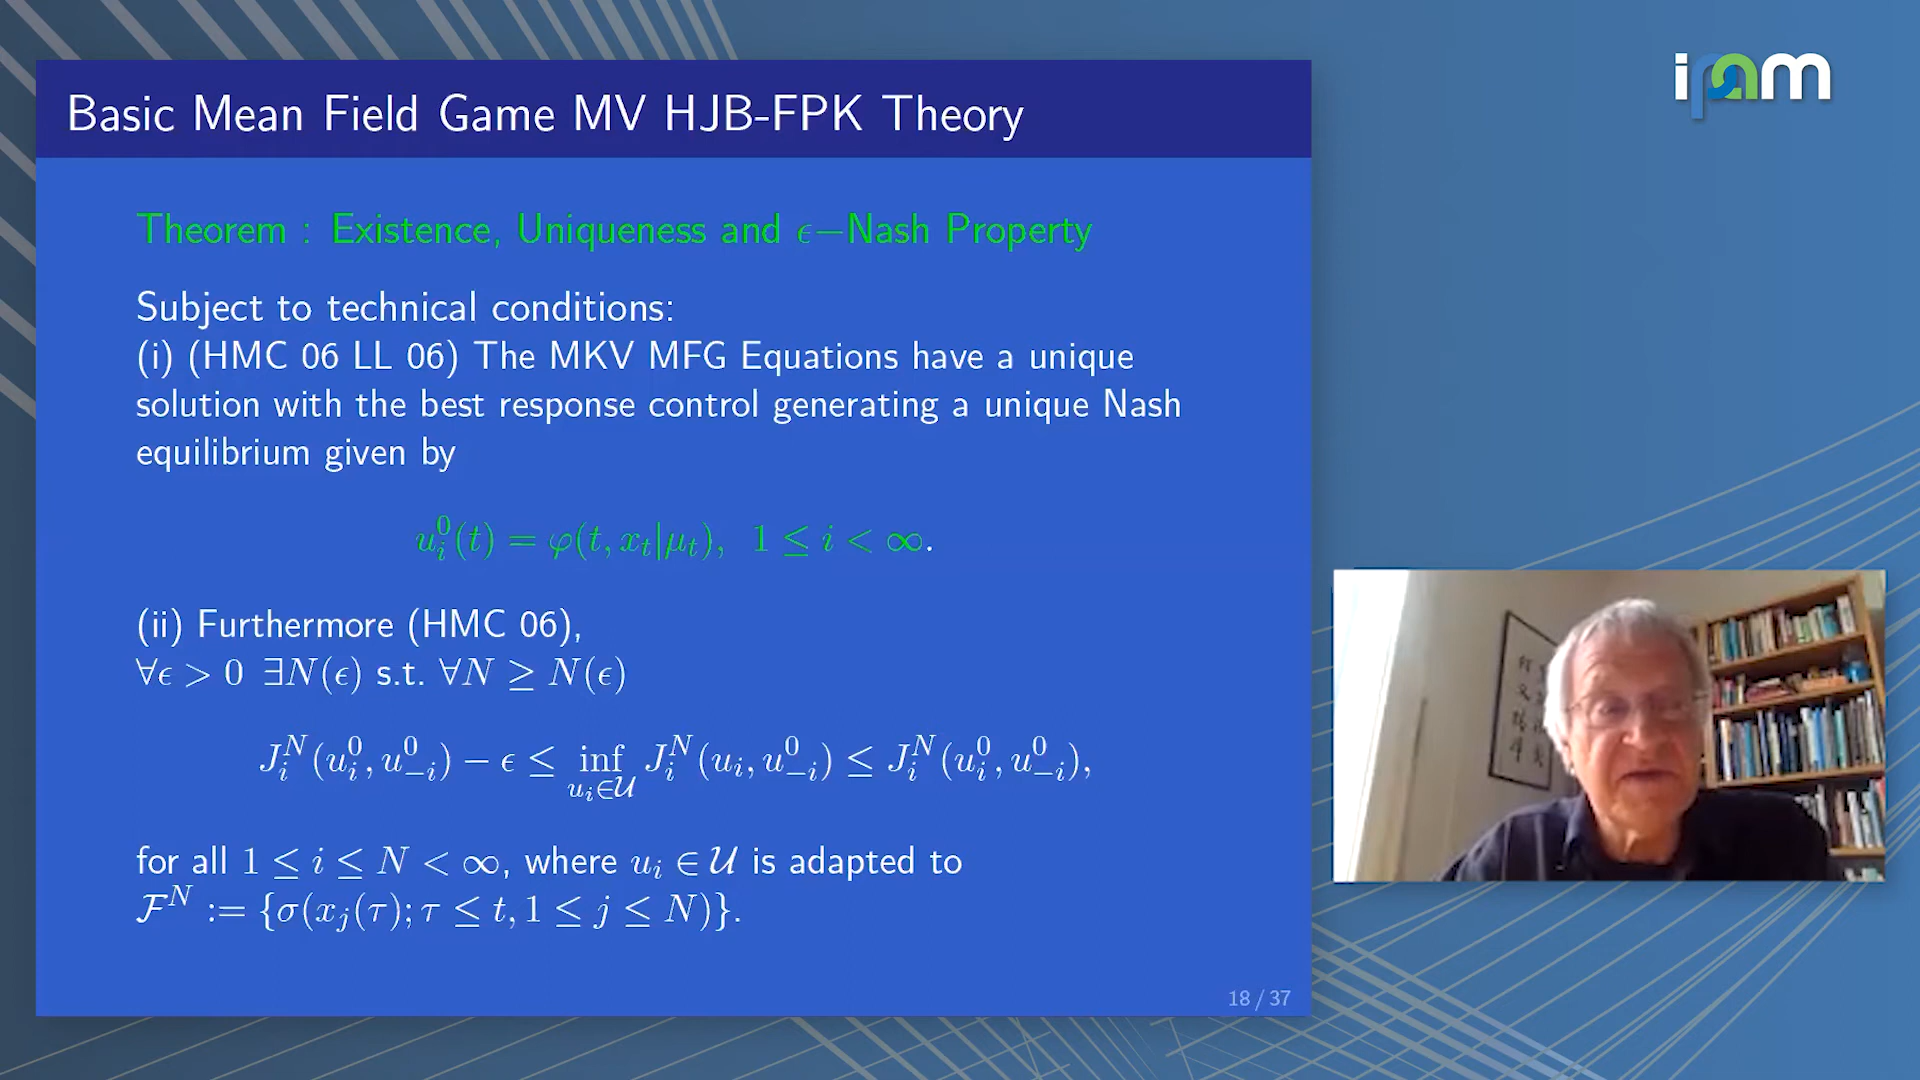 ipam
Basic Mean Field Game MV HJB-FPK Theory
Theorem : Existence, Uniqueness and ϵ−Nash Property
Subject to technical conditions:
(i) (HMC 06 LL 06) The MKV MFG Equations have a unique
solution with the best response control generating a unique Nash
equilibrium given by
u_i^0(t) = φ(t, x_t|μ_t), 1 ≤ i < ∞.
(ii) Furthermore (HMC 06),
∀ϵ > 0 ∃N(ϵ) s.t. ∀N ≥ N(ϵ)
J_i^N(u_i^0, u_{−i}^0) − ϵ ≤ inf_{u_i∈𝒰} J_i^N(u_i, u_{−i}^0) ≤ J_i^N(u_i^0, u_{−i}^0),
for all 1 ≤ i ≤ N < ∞, where u_i ∈ 𝒰 is adapted to
ℱ^N := {σ(x_j(τ); τ ≤ t, 1 ≤ j ≤ N)}.
18 / 37